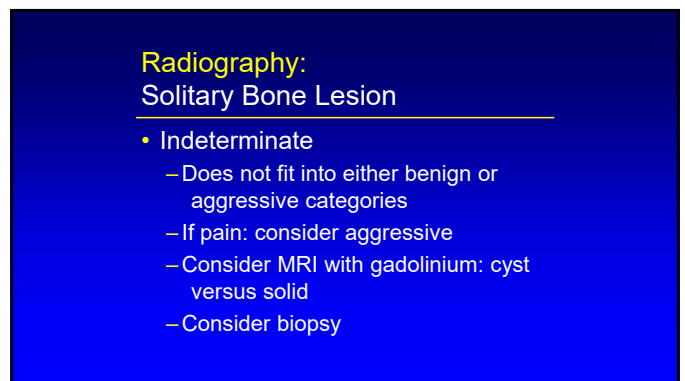 Radiography:
Solitary Bone Lesion
• Indeterminate
–Does not fit into either benign or
aggressive categories
–If pain: consider aggressive
–Consider MRI with gadolinium: cyst
versus solid
–Consider biopsy